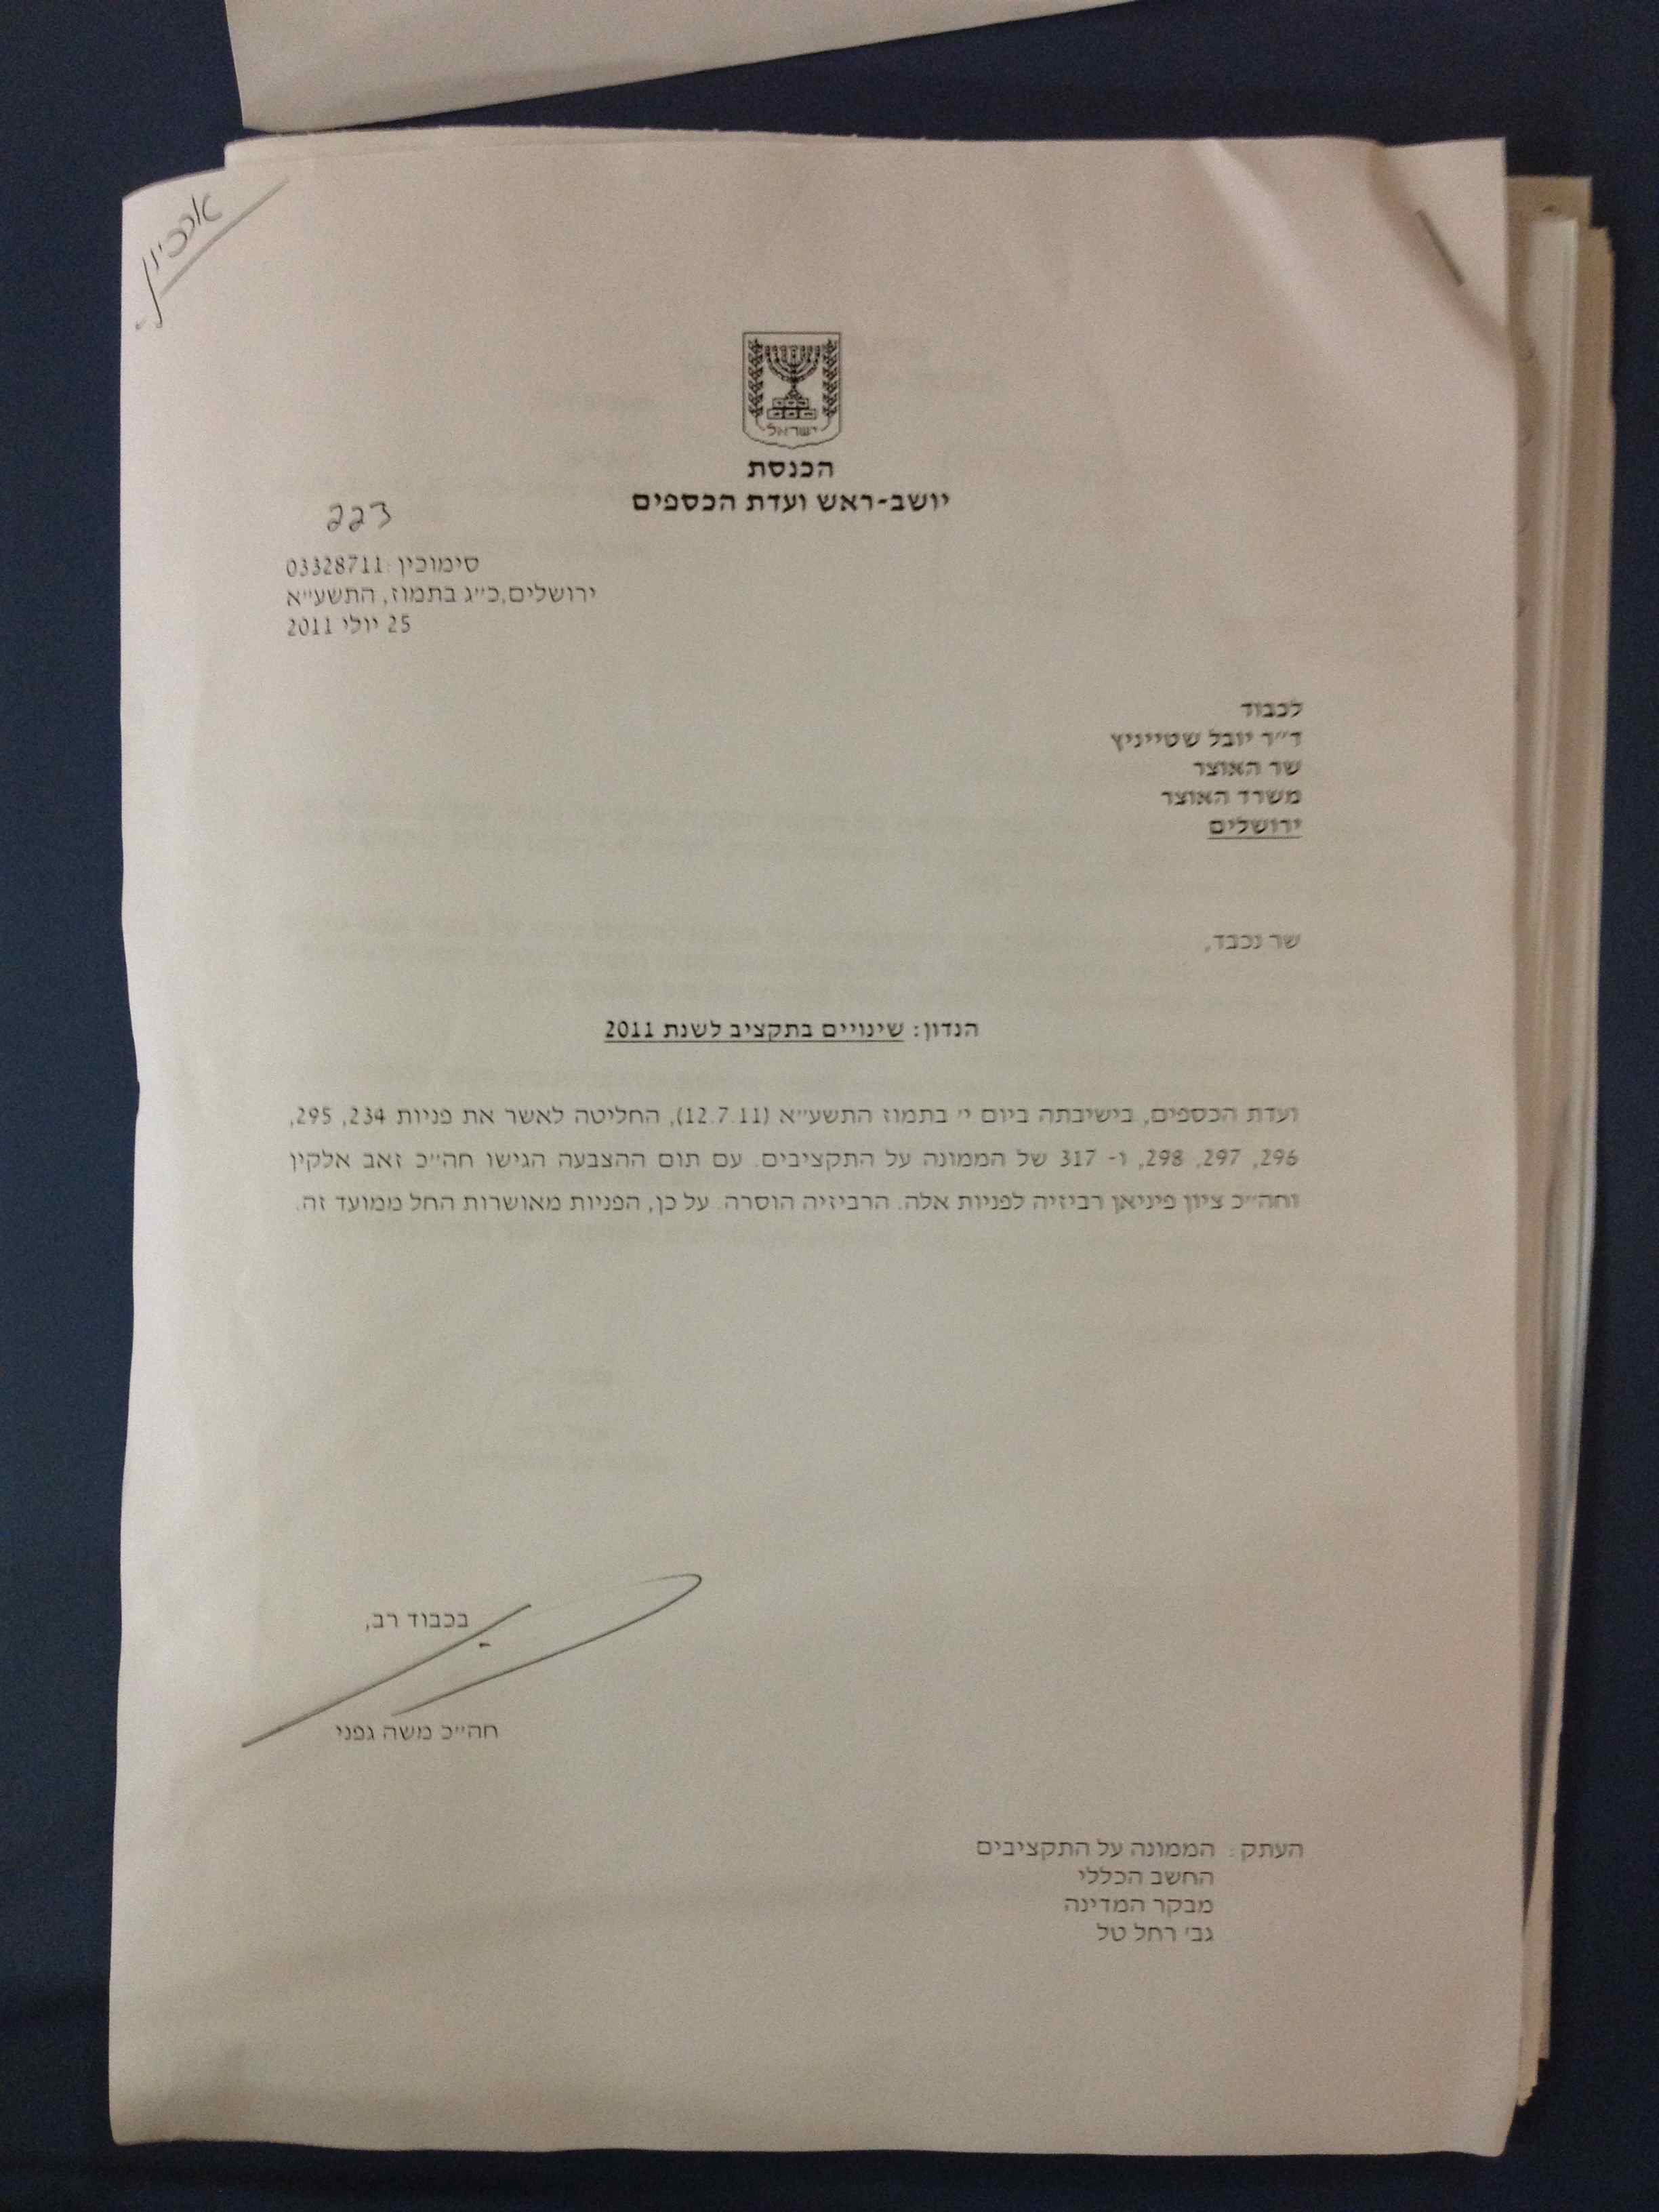 ארכיון
ישראל
הכנסת
יושב-ראש ועדת הכספים
223
סימוכין: 03328711
ירושלים, כ"ג בתמוז, התשע"א
25 יולי 2011
לכבוד
ד"ר יובל שטייניץ
שר האוצר
משרד האוצר
ירושלים
שר נכבד,
הנדון: שינויים בתקציב לשנת 2011
ועדת הכספים, בישיבתה ביום י' בתמוז התשע"א (12.7.11), החליטה לאשר את פניות 234, 295,
296, 297, 298, ו- 317 של הממונה על התקציבים. עם תום ההצבעה הגישו חה"כ זאב אלקין
וחה"כ ציון פיניאן רביזיה לפניות אלה. הרביזיה הוסרה. על כן, הפניות מאושרות החל ממועד זה.
בכבוד רב,
חה"כ משה גפני
העתק: הממונה על התקציבים
החשב הכללי
מבקר המדינה
גב' רחל טל